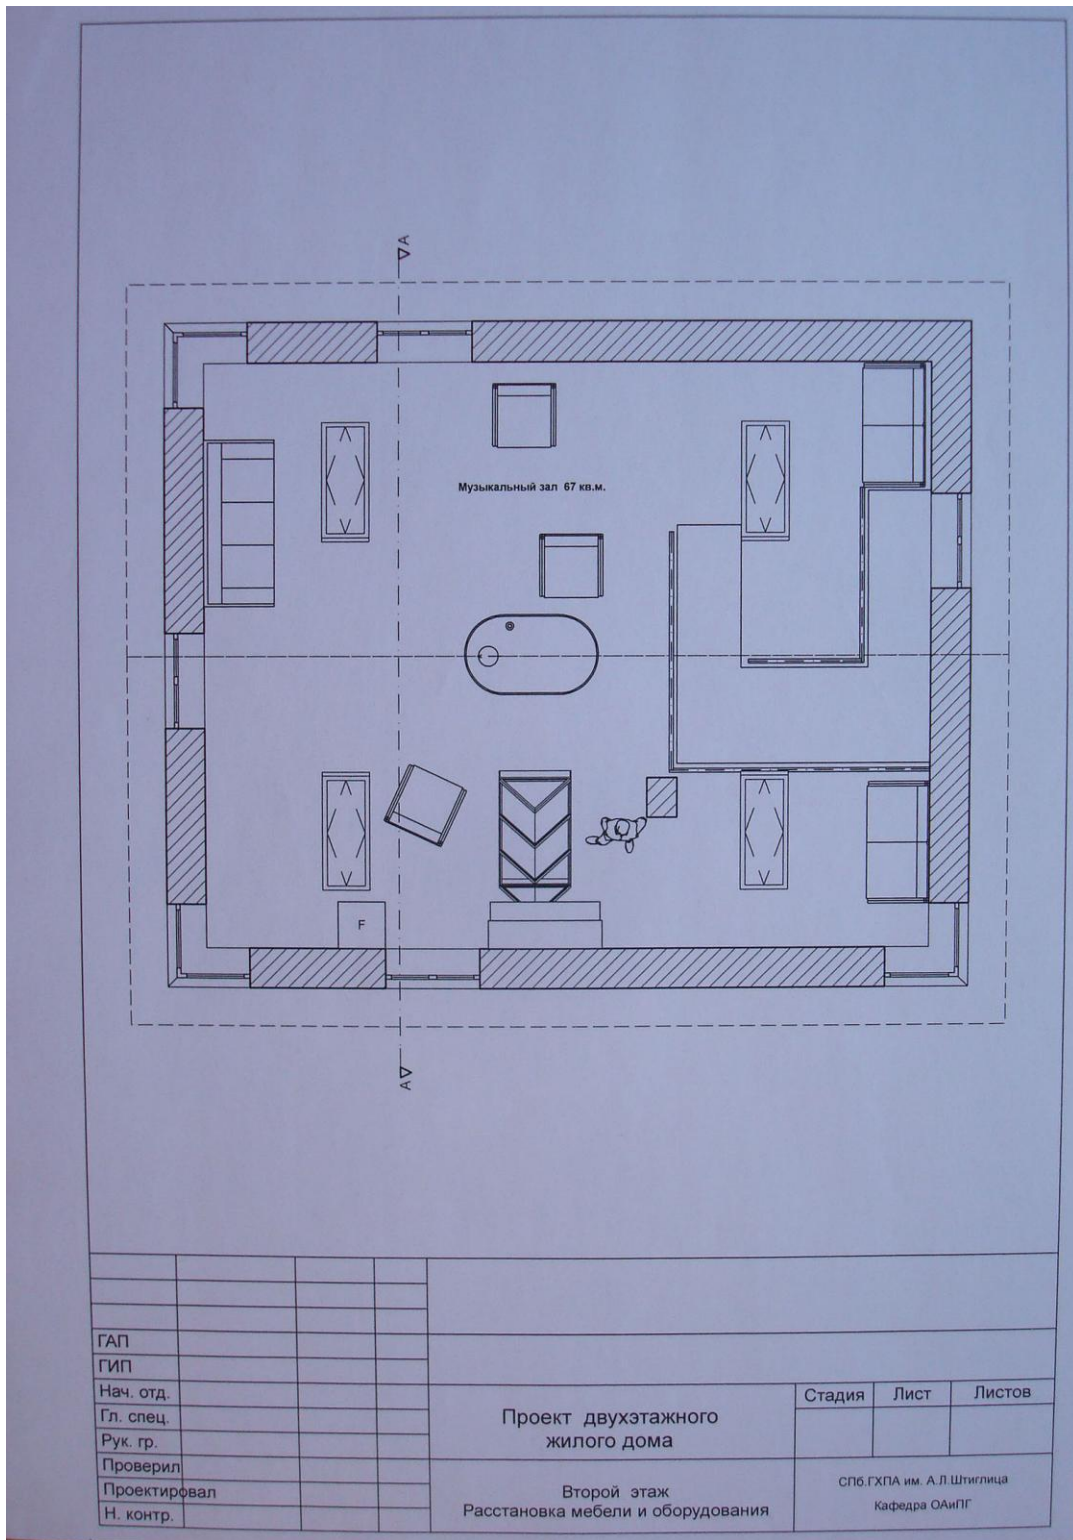 A
Музыкальный зал 67 кв.м.
F
A
ГАП
ГИП
Нач. отд.
Гл. спец.
Рук. гр.
Проверил
Проектировал
Н. контр.
Проект двухэтажного
жилого дома
Стадия Лист Листов
Второй этаж
Расстановка мебели и оборудования
СПб.ГХПА им. А.Л.Штиглица
Кафедра ОАиПГ